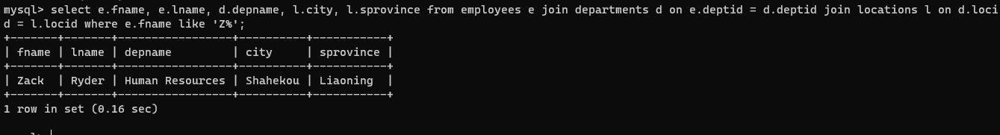 mysql> select e.fname, e.lname, d.depname, l.city, l.sprovince from employees e join departments d on e.deptid = d.deptid join locations l on d.loci
d = l.locid where e.fname like 'Z%';
+-------+-------+-----------------+----------+-----------+
| fname | lname | depname         | city     | sprovince |
+-------+-------+-----------------+----------+-----------+
| Zack  | Ryder | Human Resources | Shahekou | Liaoning  |
+-------+-------+-----------------+----------+-----------+
1 row in set (0.16 sec)